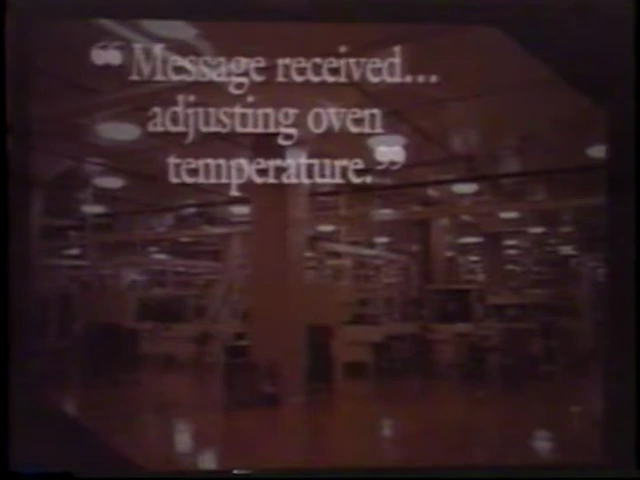 “Message received...
adjusting oven
temperature.”